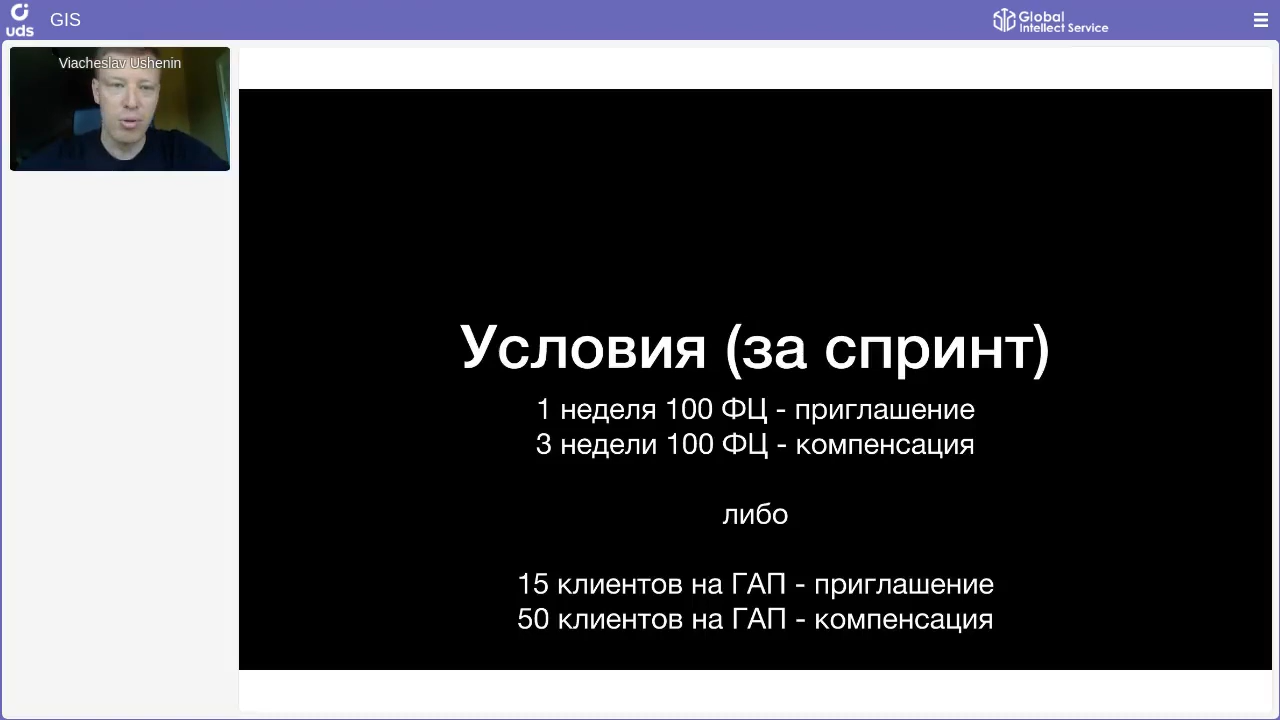 uds
GIS
Global
Intellect Service
Viacheslav Ushenin
Условия (за спринт)
1 неделя 100 ФЦ - приглашение
3 недели 100 ФЦ - компенсация
либо
15 клиентов на ГАП - приглашение
50 клиентов на ГАП - компенсация